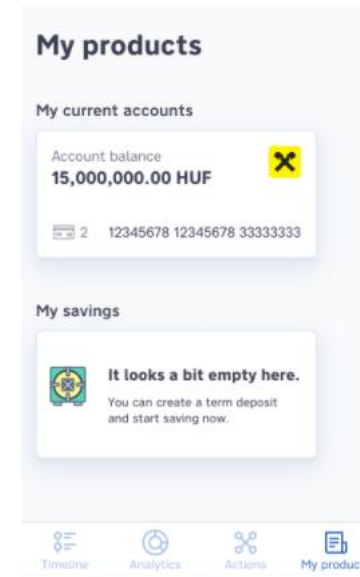 My products
My current accounts
Account balance
15,000,000.00 HUF
2 12345678 12345678 33333333
My savings
It looks a bit empty here.
You can create a term deposit
and start saving now.
Timeline Analytics Actions My produc